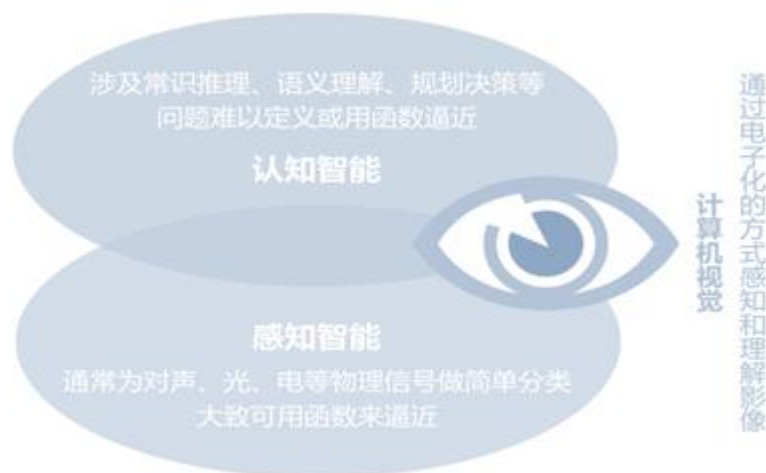 涉及常识推理、语义理解、规划决策等
问题难以定义或用函数逼近
认知智能
感知智能
通常为对声、光、电等物理信号做简单分类
大致可用函数来逼近
计算机视觉
通过电子化的方式感知和理解影像